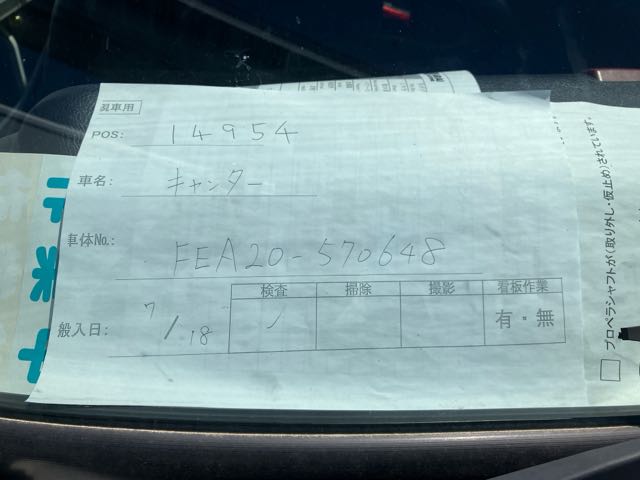 現車用
POS: 14954
車名: キャンター
車体No.: FEA20-570648
検査 掃除 撮影 看板作業
搬入日: 7/18 ✓ 有・無
□ プロペラシャフトが(取り外し・仮止め)されています。